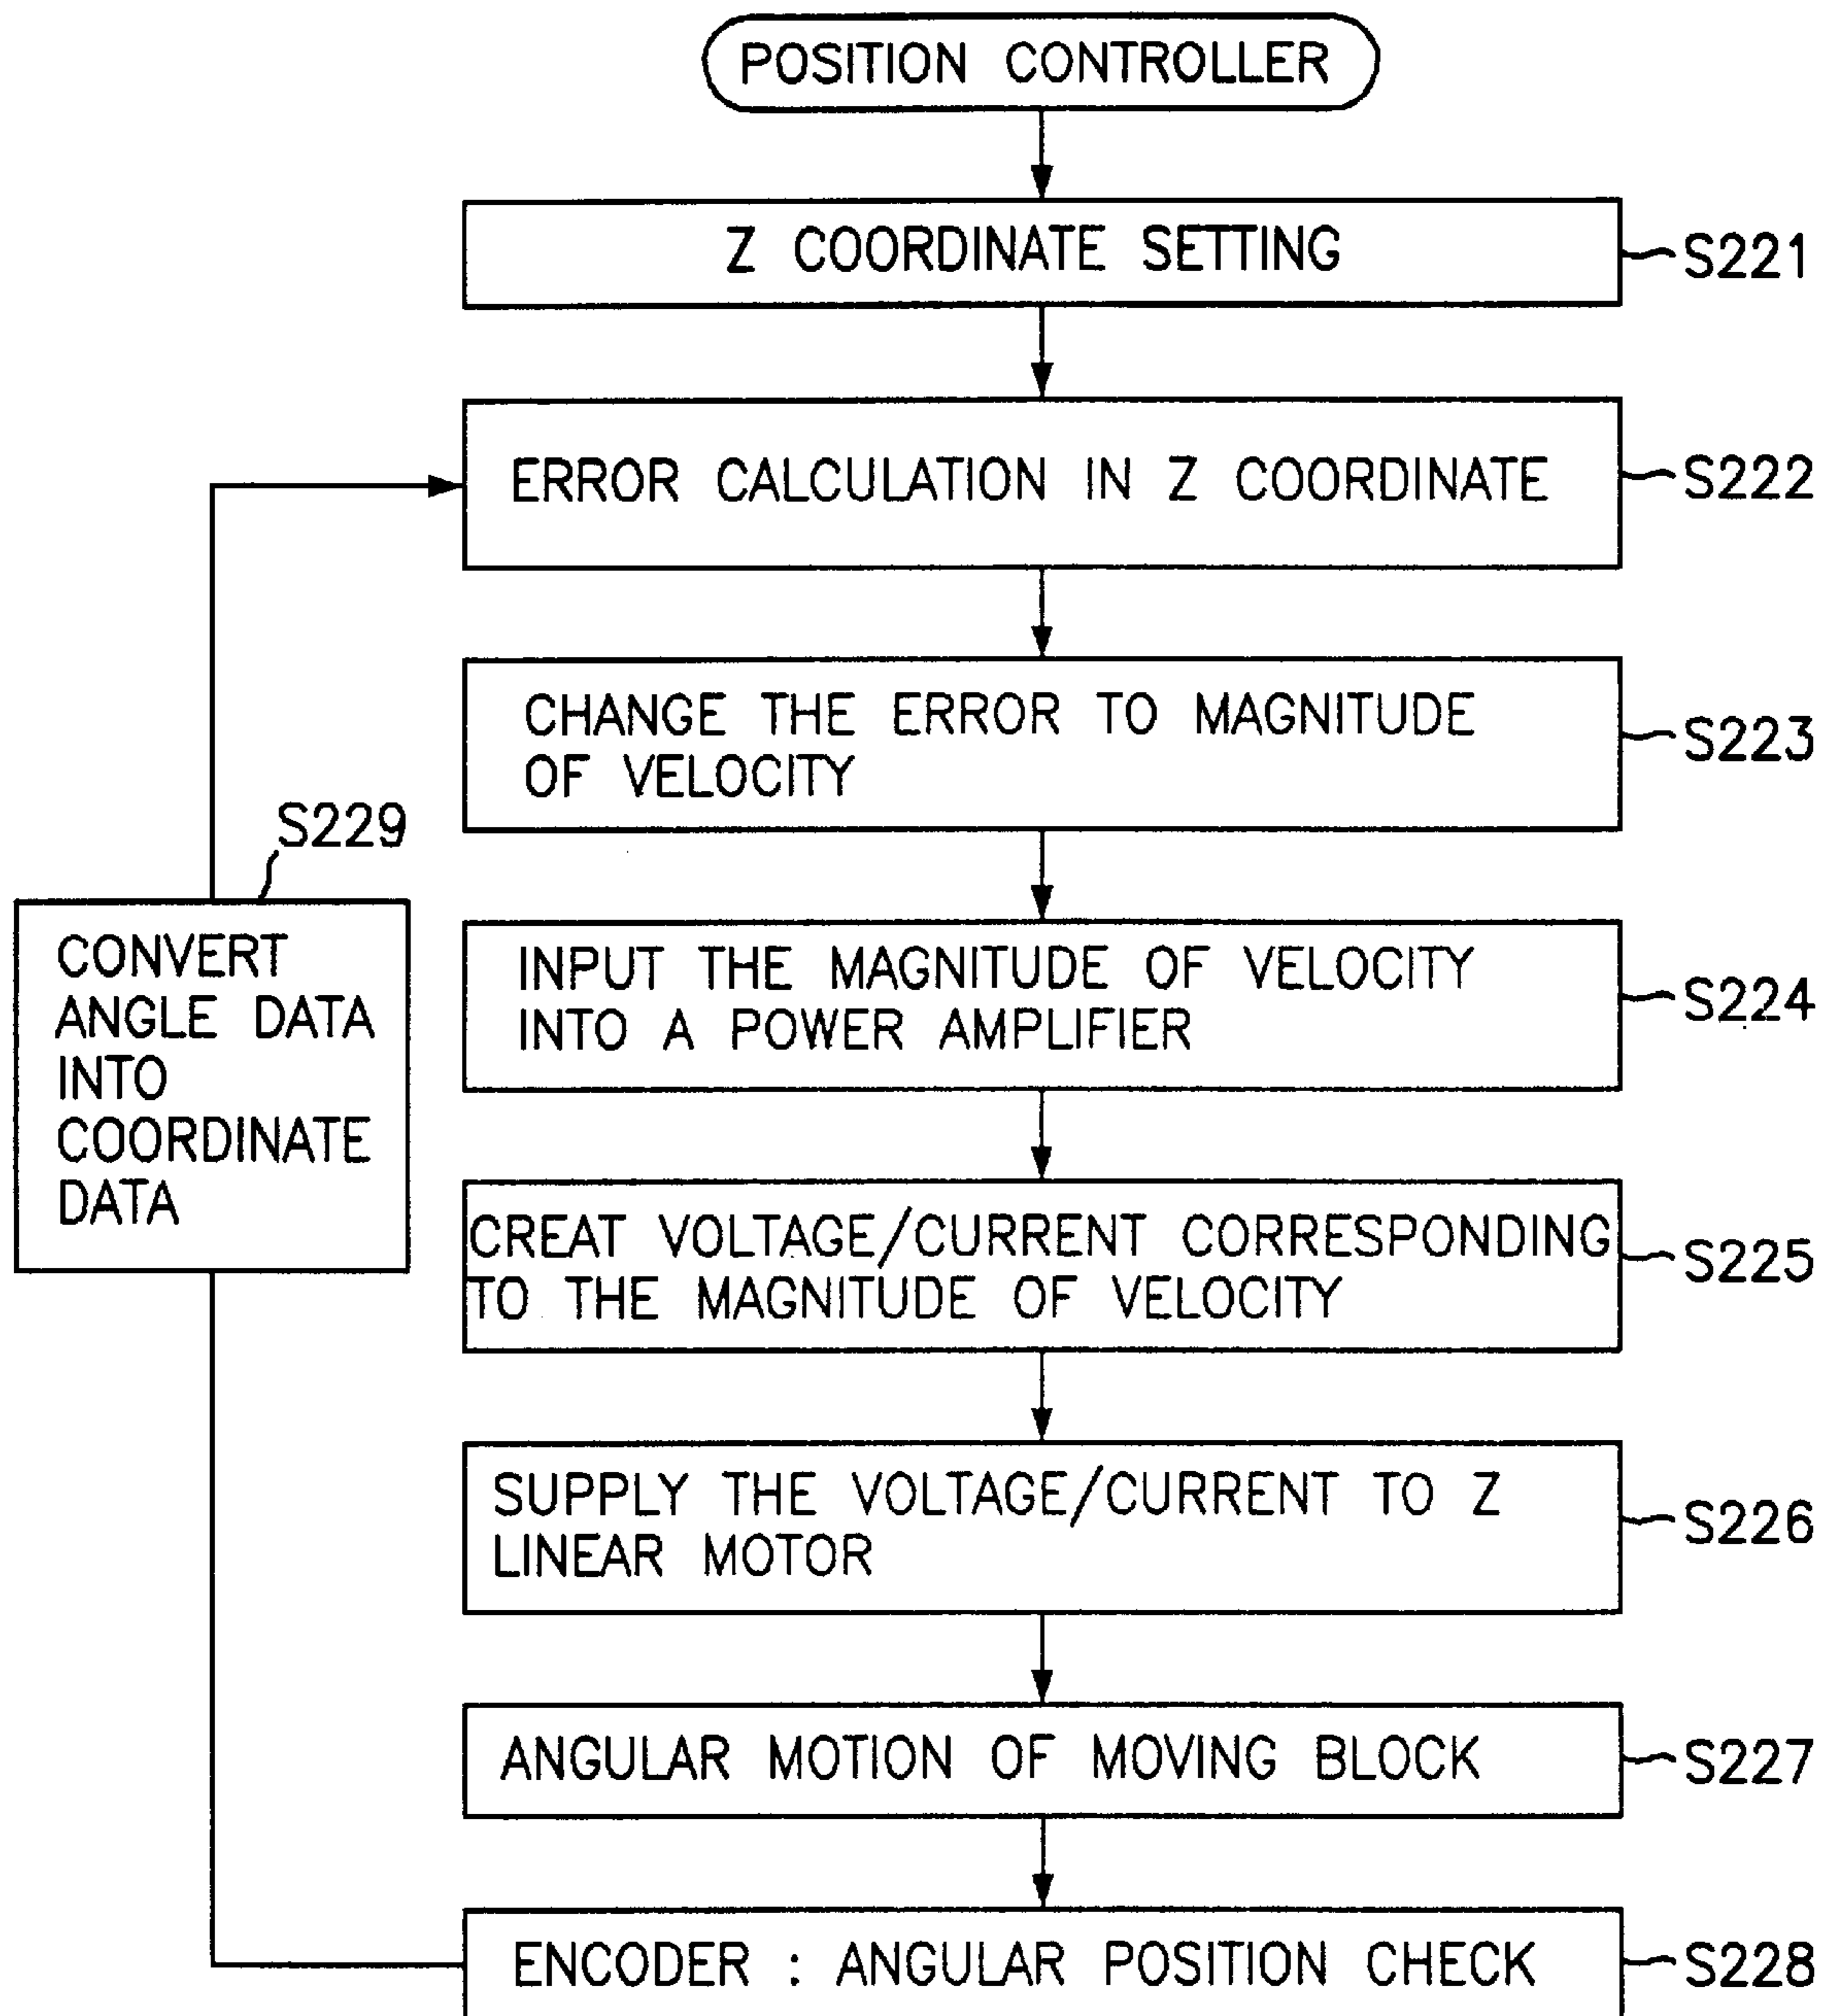 POSITION CONTROLLER
Z COORDINATE SETTING
S221
ERROR CALCULATION IN Z COORDINATE
S222
CHANGE THE ERROR TO MAGNITUDE
OF VELOCITY
S223
S229
CONVERT
ANGLE DATA
INTO
COORDINATE
DATA
INPUT THE MAGNITUDE OF VELOCITY
INTO A POWER AMPLIFIER
S224
CREAT VOLTAGE/CURRENT CORRESPONDING
TO THE MAGNITUDE OF VELOCITY
S225
SUPPLY THE VOLTAGE/CURRENT TO Z
LINEAR MOTOR
S226
ANGULAR MOTION OF MOVING BLOCK
S227
ENCODER : ANGULAR POSITION CHECK
S228